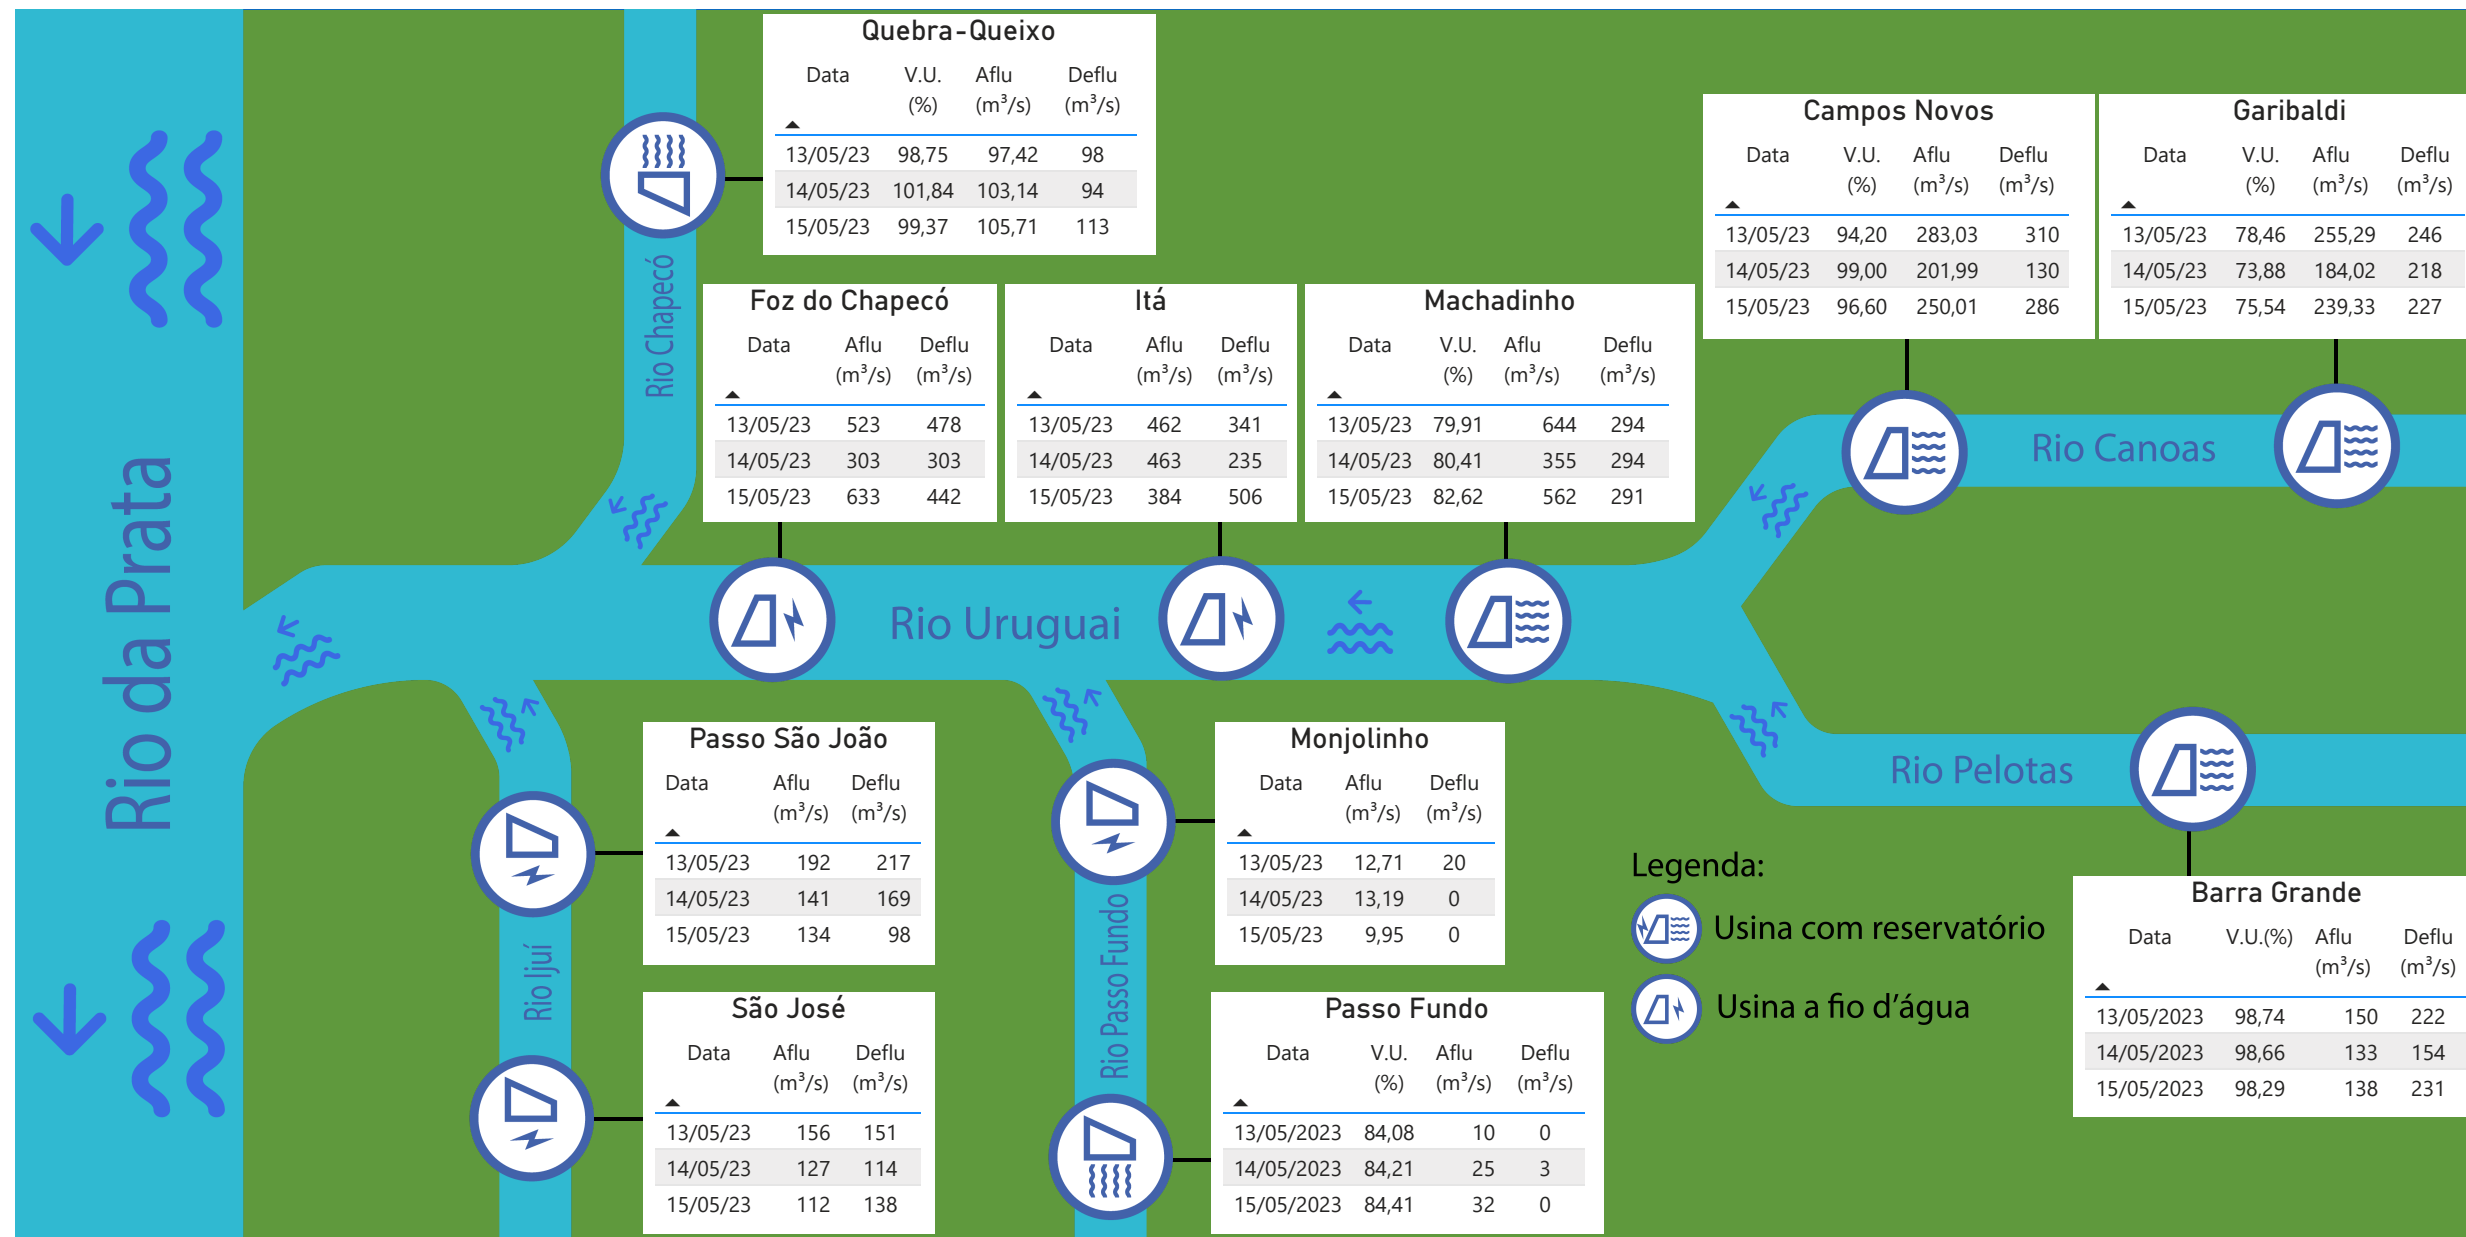 Quebra-Queixo
Data V.U. Aflu Deflu
(%) (m³/s) (m³/s)
13/05/23 98,75 97,42 98
14/05/23 101,84 103,14 94
15/05/23 99,37 105,71 113
Campos Novos
Data V.U. Aflu Deflu
(%) (m³/s) (m³/s)
13/05/23 94,20 283,03 310
14/05/23 99,00 201,99 130
15/05/23 96,60 250,01 286
Garibaldi
Data V.U. Aflu Deflu
(%) (m³/s) (m³/s)
13/05/23 78,46 255,29 246
14/05/23 73,88 184,02 218
15/05/23 75,54 239,33 227
Rio Chapecó
Foz do Chapecó
Data Aflu Deflu
(m³/s) (m³/s)
13/05/23 523 478
14/05/23 303 303
15/05/23 633 442
Itá
Data Aflu Deflu
(m³/s) (m³/s)
13/05/23 462 341
14/05/23 463 235
15/05/23 384 506
Machadinho
Data V.U. Aflu Deflu
(%) (m³/s) (m³/s)
13/05/23 79,91 644 294
14/05/23 80,41 355 294
15/05/23 82,62 562 291
Rio Canoas
Rio da Prata
Rio Uruguai
Rio Pelotas
Passo São João
Data Aflu Deflu
(m³/s) (m³/s)
13/05/23 192 217
14/05/23 141 169
15/05/23 134 98
Monjolinho
Data Aflu Deflu
(m³/s) (m³/s)
13/05/23 12,71 20
14/05/23 13,19 0
15/05/23 9,95 0
Rio Ijuí
Rio Passo Fundo
Legenda:
Usina com reservatório
Usina a fio d’água
Barra Grande
Data V.U.(%) Aflu Deflu
(m³/s) (m³/s)
13/05/2023 98,74 150 222
14/05/2023 98,66 133 154
15/05/2023 98,29 138 231
São José
Data Aflu Deflu
(m³/s) (m³/s)
13/05/23 156 151
14/05/23 127 114
15/05/23 112 138
Passo Fundo
Data V.U. Aflu Deflu
(%) (m³/s) (m³/s)
13/05/2023 84,08 10 0
14/05/2023 84,21 25 3
15/05/2023 84,41 32 0